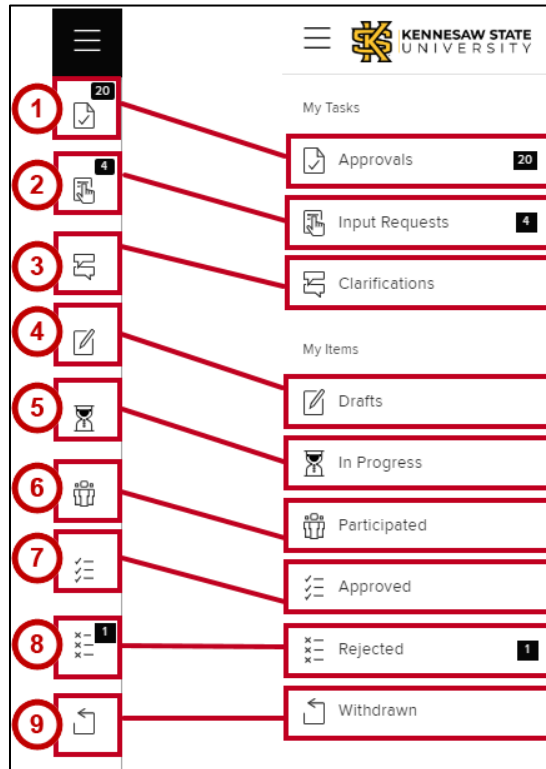 KENNESAW STATE
UNIVERSITY
1
20
2
4
3
4
5
6
7
8
1
9
My Tasks
Approvals 20
Input Requests 4
Clarifications
My Items
Drafts
In Progress
Participated
Approved
Rejected 1
Withdrawn